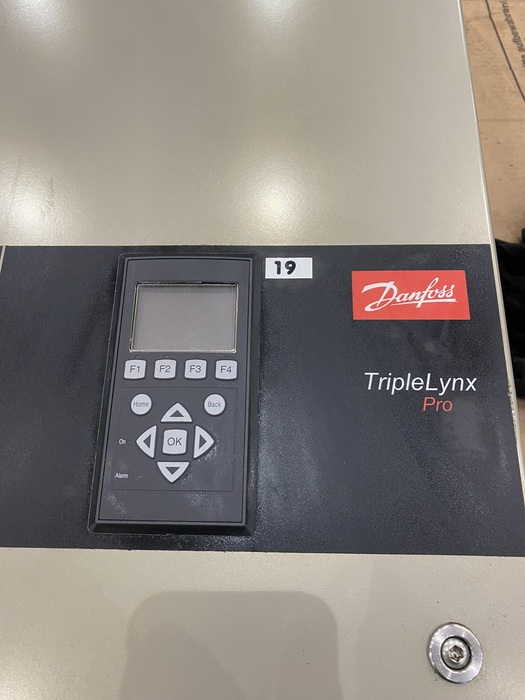 19
Danfoss
TripleLynx
Pro
F1 F2 F3 F4
Home
Back
On
OK
Alarm